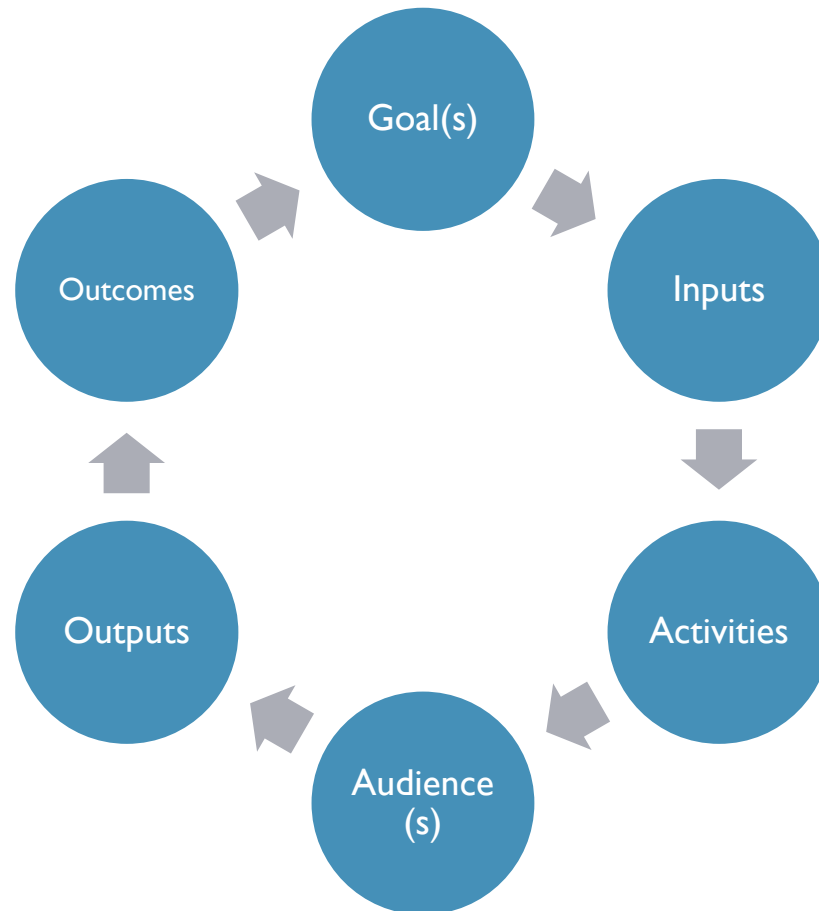 Goal(s)
Inputs
Activities
Audience
(s)
Outputs
Outcomes